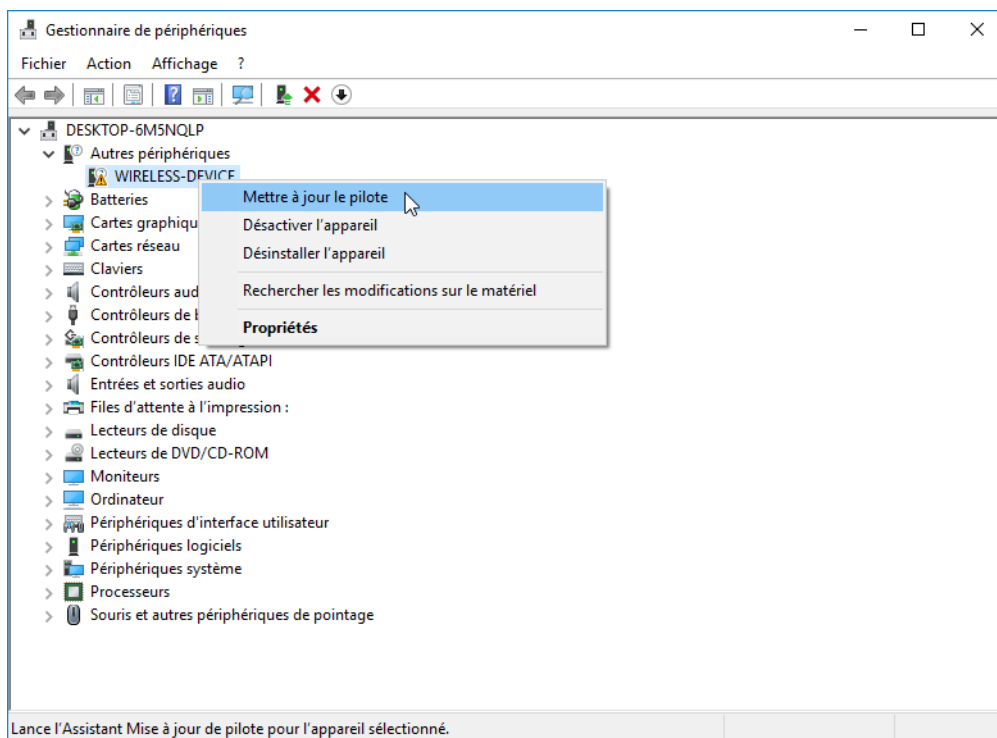 Gestionnaire de périphériques
Fichier Action Affichage ?
DESKTOP-6M5NQLP
Autres périphériques
WIRELESS-DEVICE
Mettre à jour le pilote
Désactiver l'appareil
Désinstaller l'appareil
Rechercher les modifications sur le matériel
Propriétés
Batteries
Cartes graphiqu
Cartes réseau
Claviers
Contrôleurs aud
Contrôleurs de
Contrôleurs de s
Contrôleurs IDE ATA/ATAPI
Entrées et sorties audio
Files d'attente à l'impression :
Lecteurs de disque
Lecteurs de DVD/CD-ROM
Moniteurs
Ordinateur
Périphériques d'interface utilisateur
Périphériques logiciels
Périphériques système
Processeurs
Souris et autres périphériques de pointage
Lance l'Assistant Mise à jour de pilote pour l'appareil sélectionné.